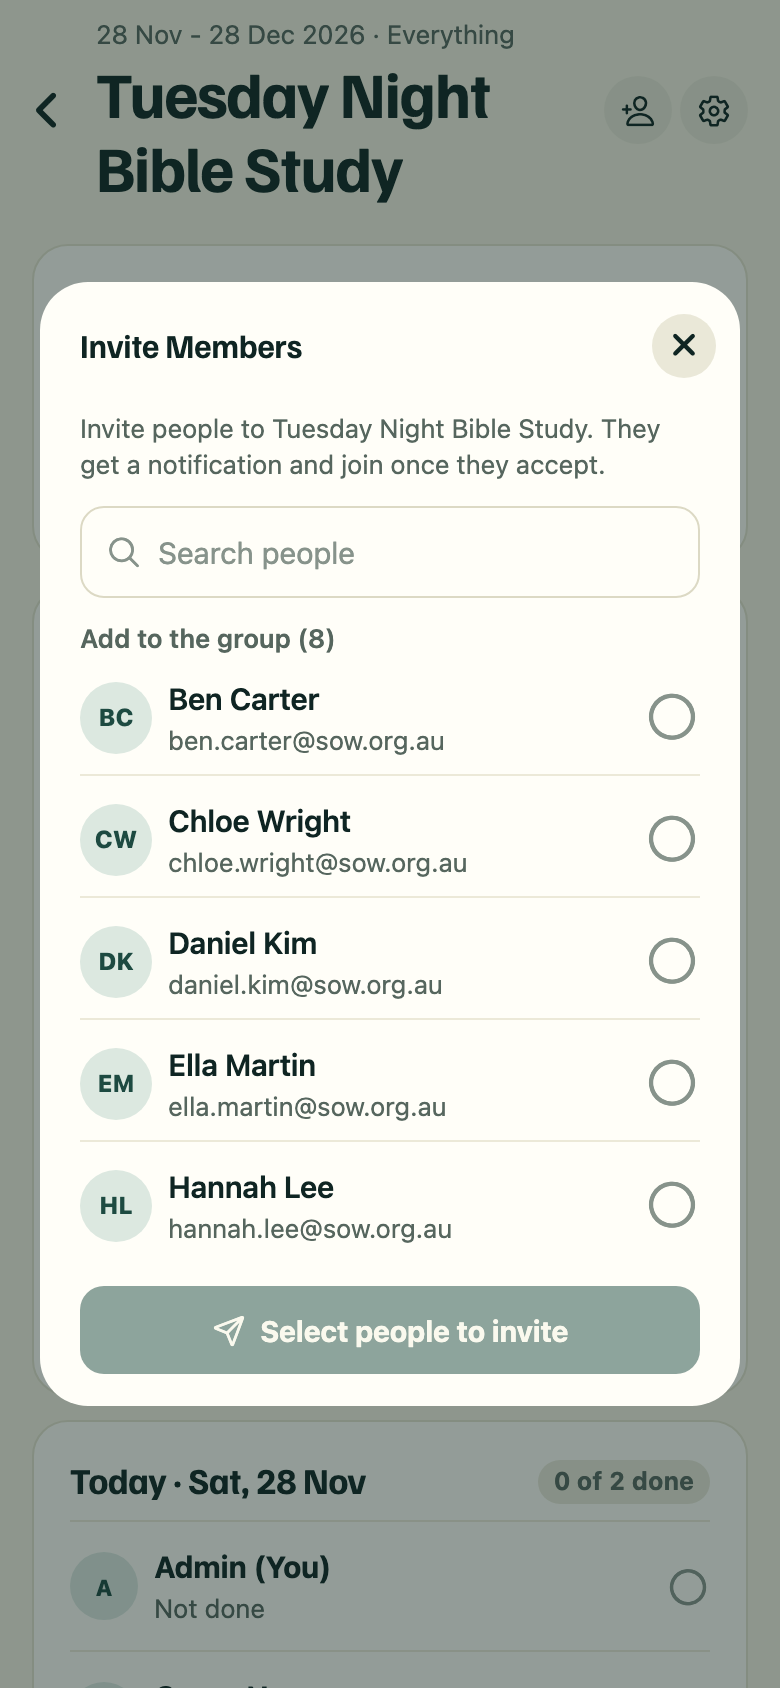 28 Nov - 28 Dec 2026 · Everything
Tuesday Night
Bible Study
Invite Members
Invite people to Tuesday Night Bible Study. They
get a notification and join once they accept.
Search people
Add to the group (8)
BC
Ben Carter
ben.carter@sow.org.au
CW
Chloe Wright
chloe.wright@sow.org.au
DK
Daniel Kim
daniel.kim@sow.org.au
EM
Ella Martin
ella.martin@sow.org.au
HL
Hannah Lee
hannah.lee@sow.org.au
Select people to invite
Today · Sat, 28 Nov
0 of 2 done
A
Admin (You)
Not done